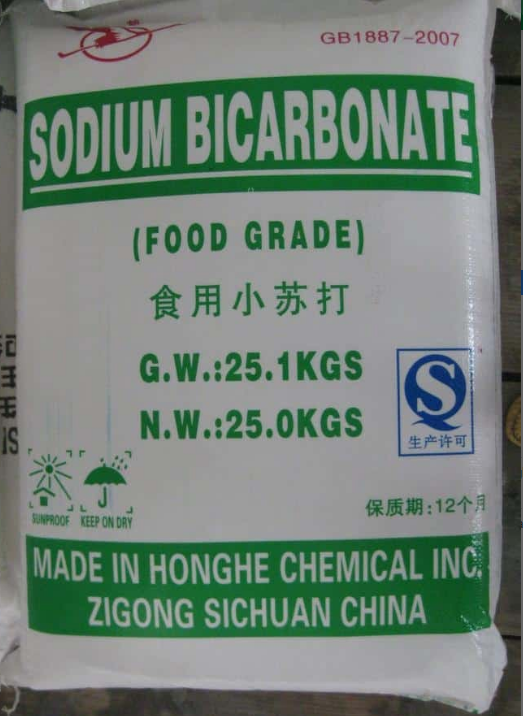 GB1887-2007
SODIUM BICARBONATE
(FOOD GRADE)
食用小苏打
G.W.:25.1KGS
N.W.:25.0KGS
S
生产许可
SUNPROOF
KEEP ON DRY
保质期:12个月
MADE IN HONGHE CHEMICAL INC.
ZIGONG SICHUAN CHINA